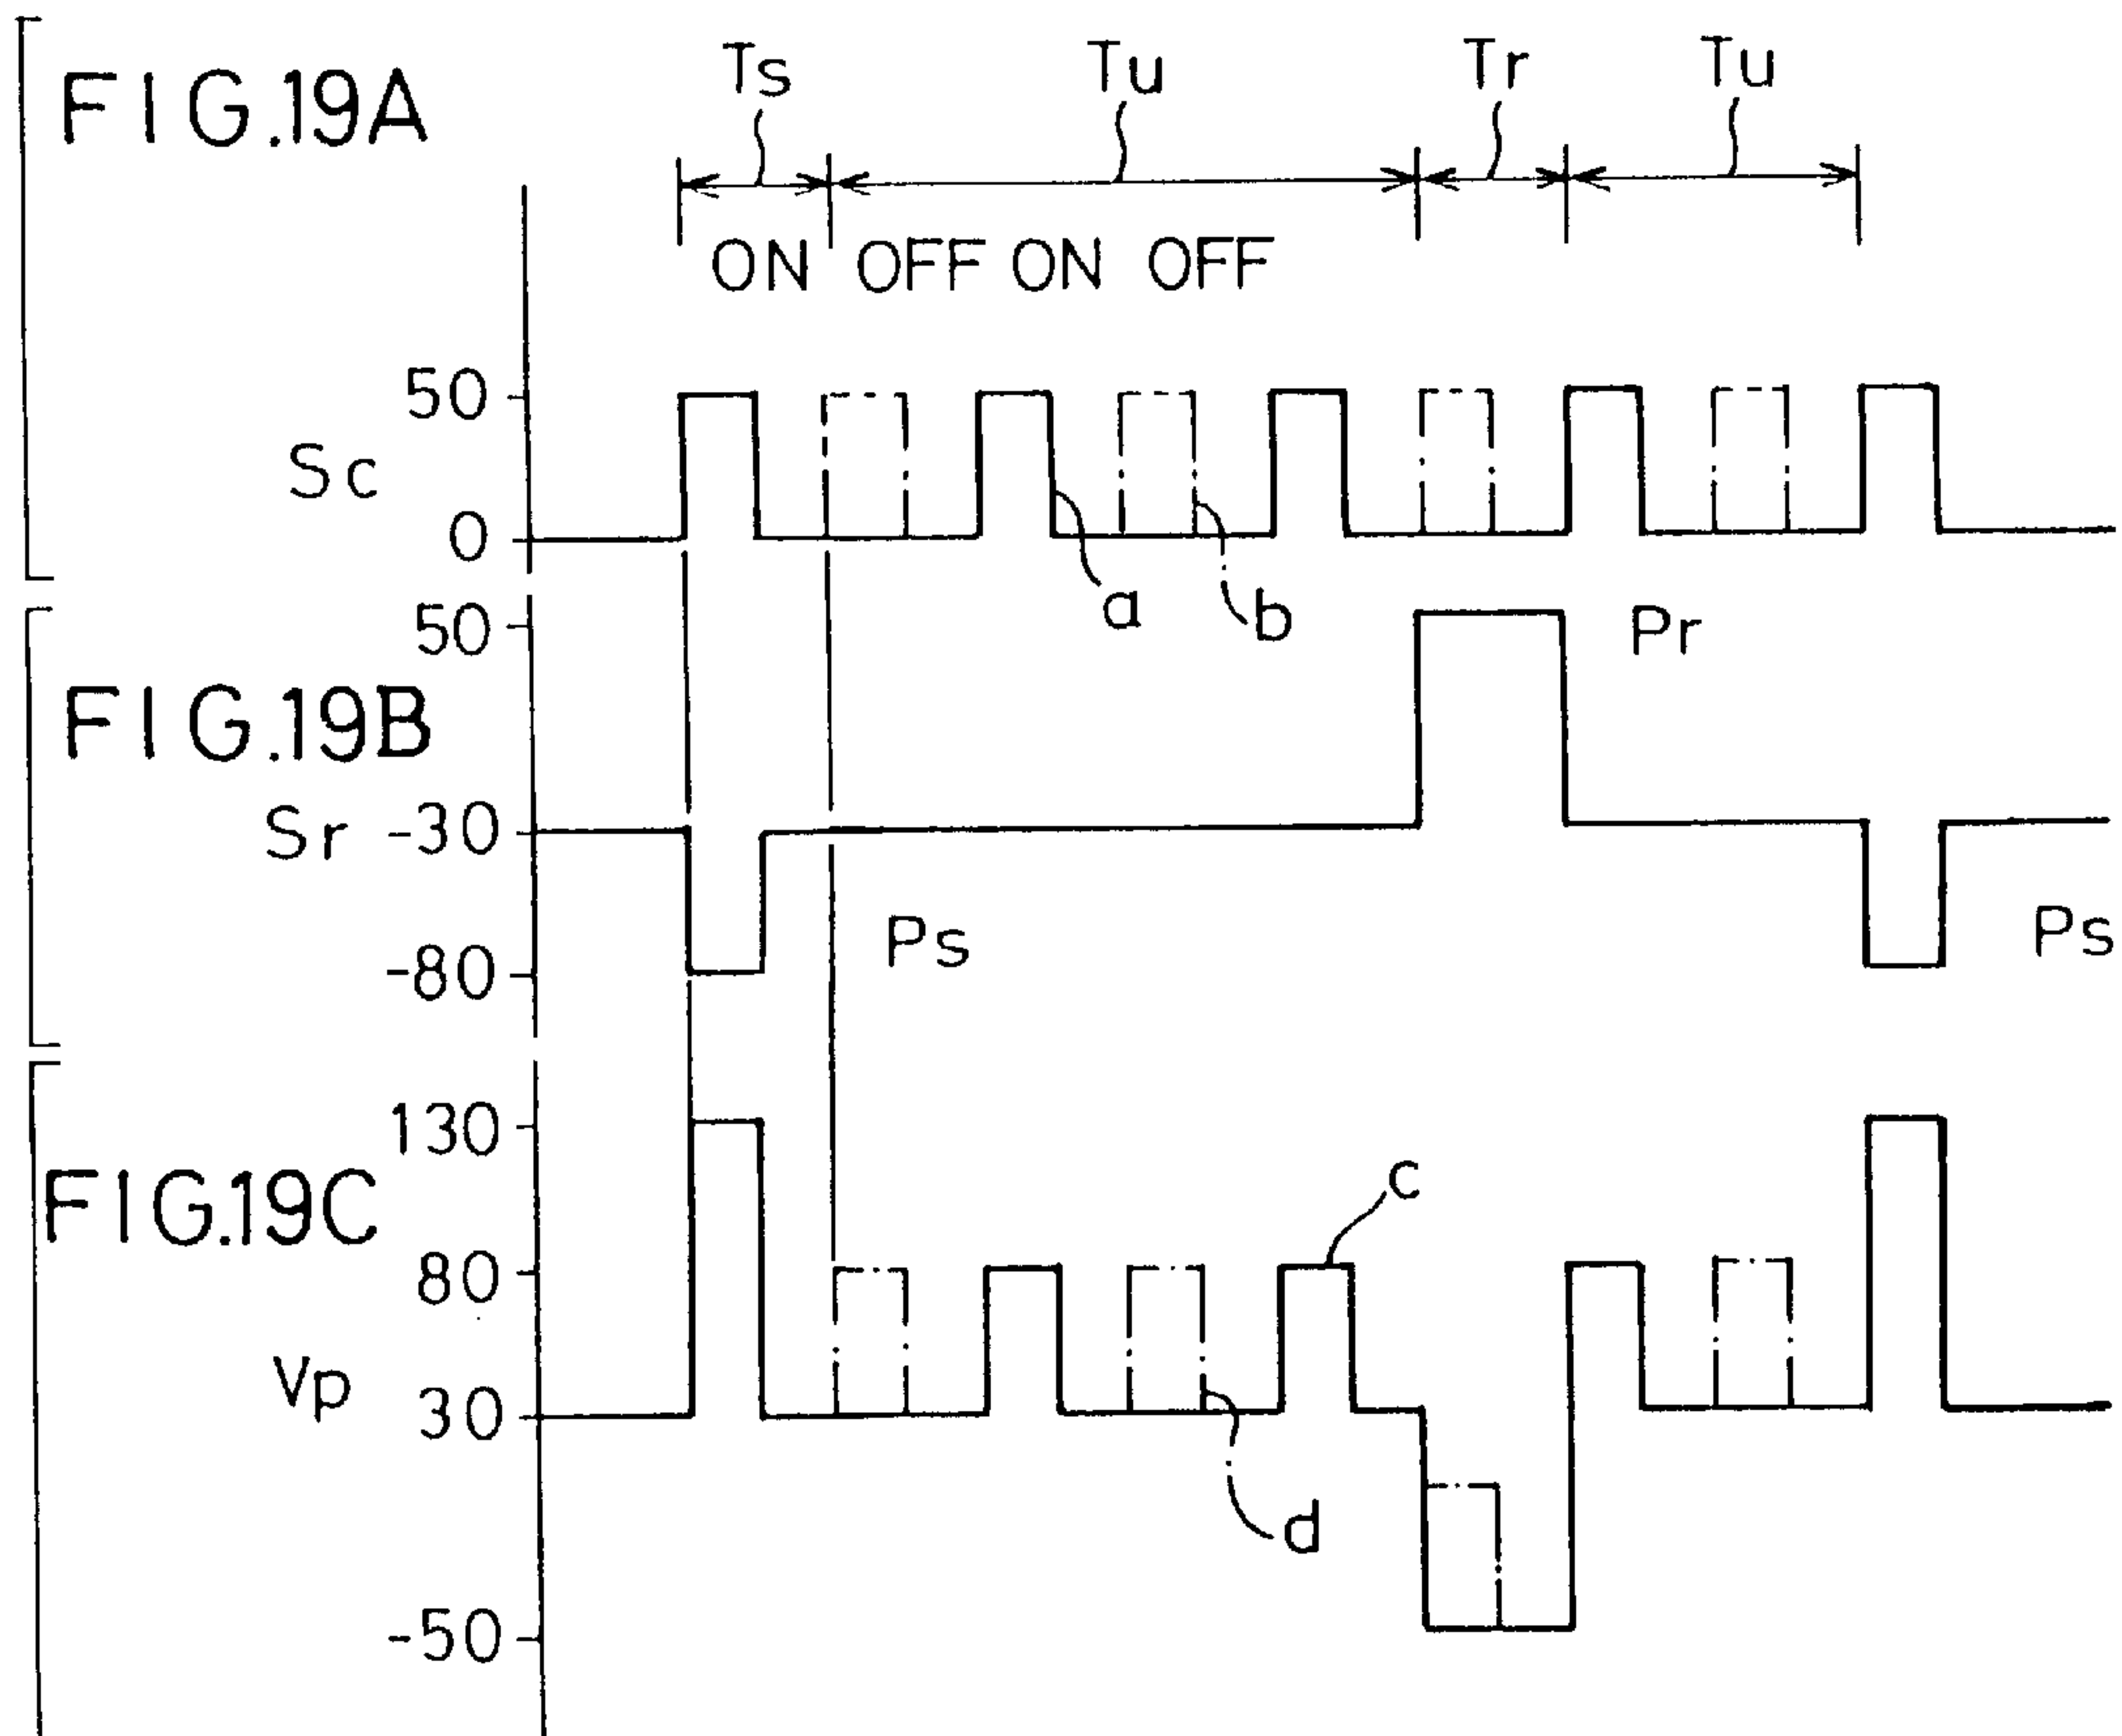 FIG.19A
Ts Tu Tr Tu
ON OFF ON OFF
50
Sc
0
a b
FIG.19B
50
Pr
Sr -30
Ps Ps
-80
FIG.19C
130
c
80
Vp
30
d
-50